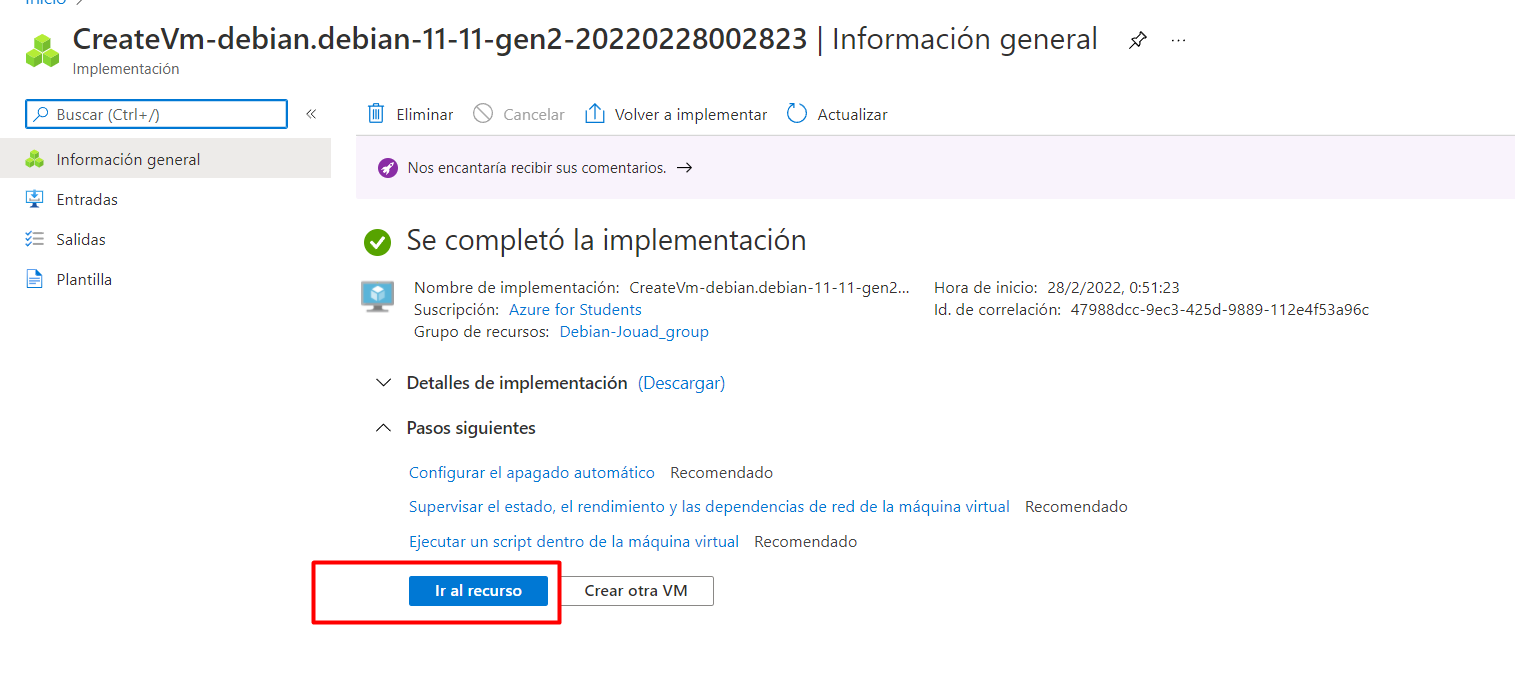 Inicio
CreateVm-debian.debian-11-11-gen2-20220228002823 | Información general
Implementación
Buscar (Ctrl+/)
Eliminar
Cancelar
Volver a implementar
Actualizar
Información general
Entradas
Salidas
Plantilla
Nos encantaría recibir sus comentarios.
Se completó la implementación
Nombre de implementación: CreateVm-debian.debian-11-11-gen2...
Suscripción: Azure for Students
Grupo de recursos: Debian-Jouad_group
Hora de inicio: 28/2/2022, 0:51:23
Id. de correlación: 47988dcc-9ec3-425d-9889-112e4f53a96c
Detalles de implementación (Descargar)
Pasos siguientes
Configurar el apagado automático Recomendado
Supervisar el estado, el rendimiento y las dependencias de red de la máquina virtual Recomendado
Ejecutar un script dentro de la máquina virtual Recomendado
Ir al recurso
Crear otra VM